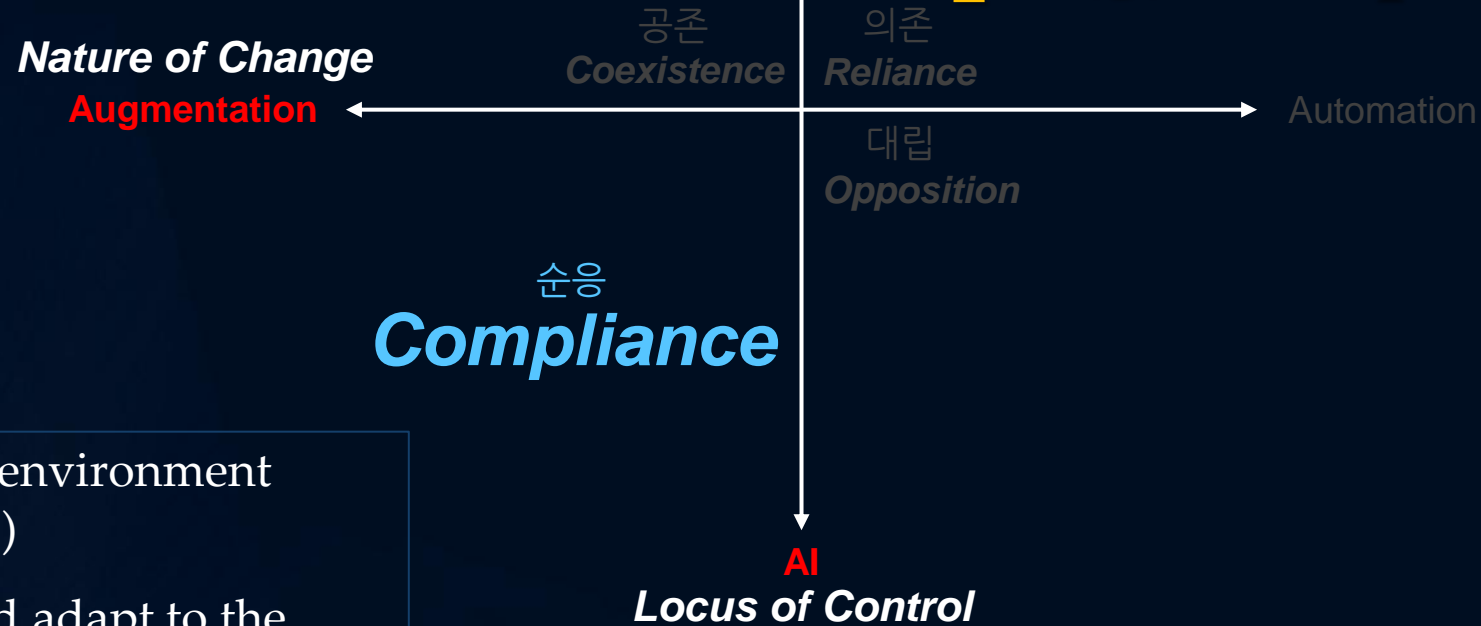 공존
의존
Nature of Change
Coexistence
Reliance
Augmentation
Automation
대립
Opposition
순응
Compliance
environment
)
AI
adapt to the
Locus of Control